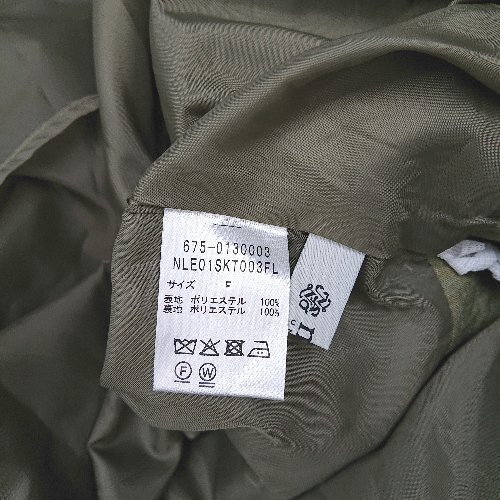 675-0130003
NLE01SKT003FL
サイズ F
表地 ポリエステル 100%
裏地 ポリエステル 100%
F W
n